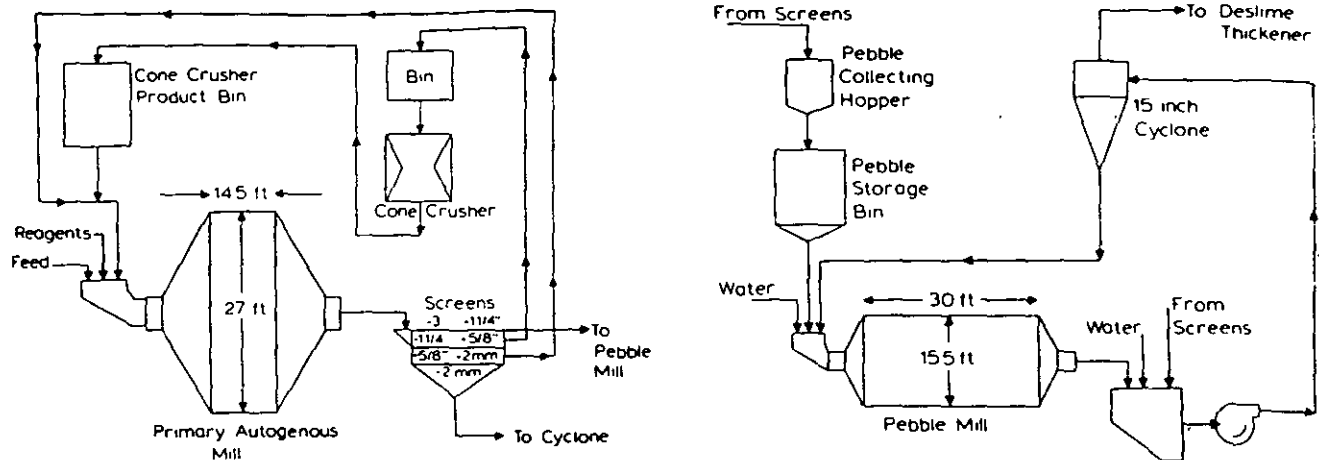 Cone Crusher
Product Bin
Bin
Cone Crusher
14.5 ft
Reagents
Feed
27 ft
Screens
-3 -11/4"
-11/4 +5/8"
-5/8" +2mm
-2 mm
To
Pebble
Mill
To Cyclone
Primary Autogenous
Mill
From Screens
Pebble
Collecting
Hopper
To Deslime
Thickener
15 inch
Cyclone
Pebble
Storage
Bin
Water
30 ft
15.5 ft
Water
From
Screens
Pebble Mill